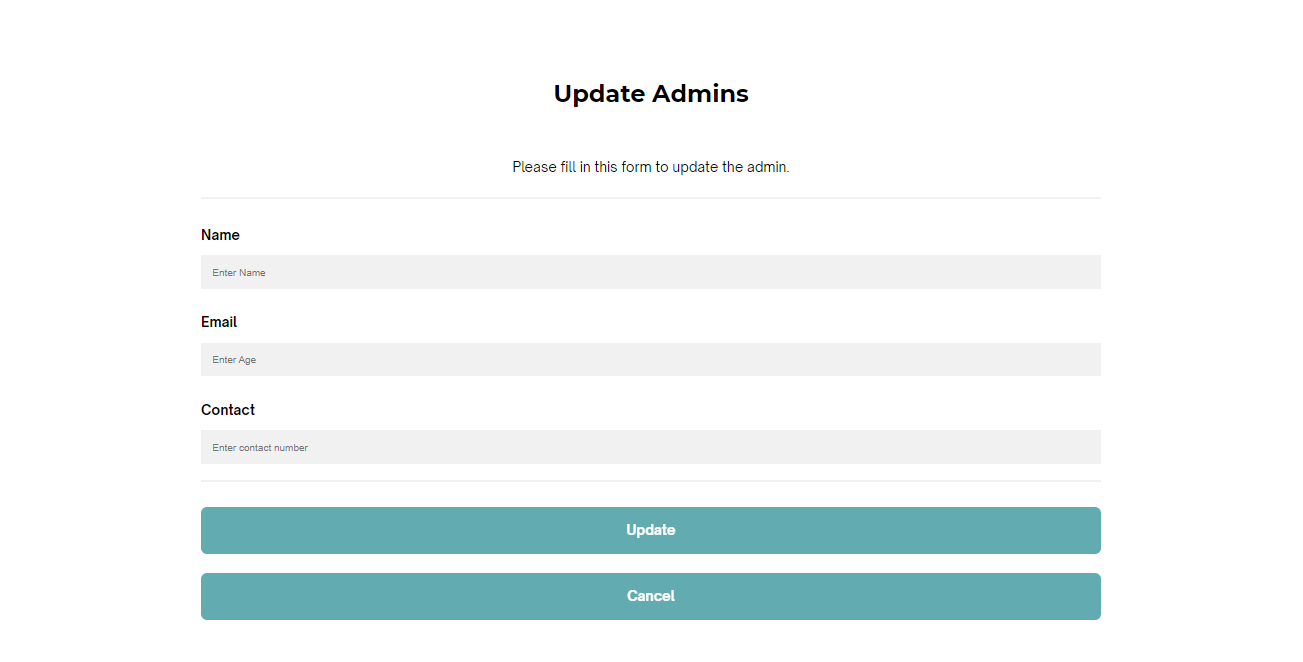 Update Admins
Please fill in this form to update the admin.
Name
Enter Name
Email
Enter Age
Contact
Enter contact number
Update
Cancel